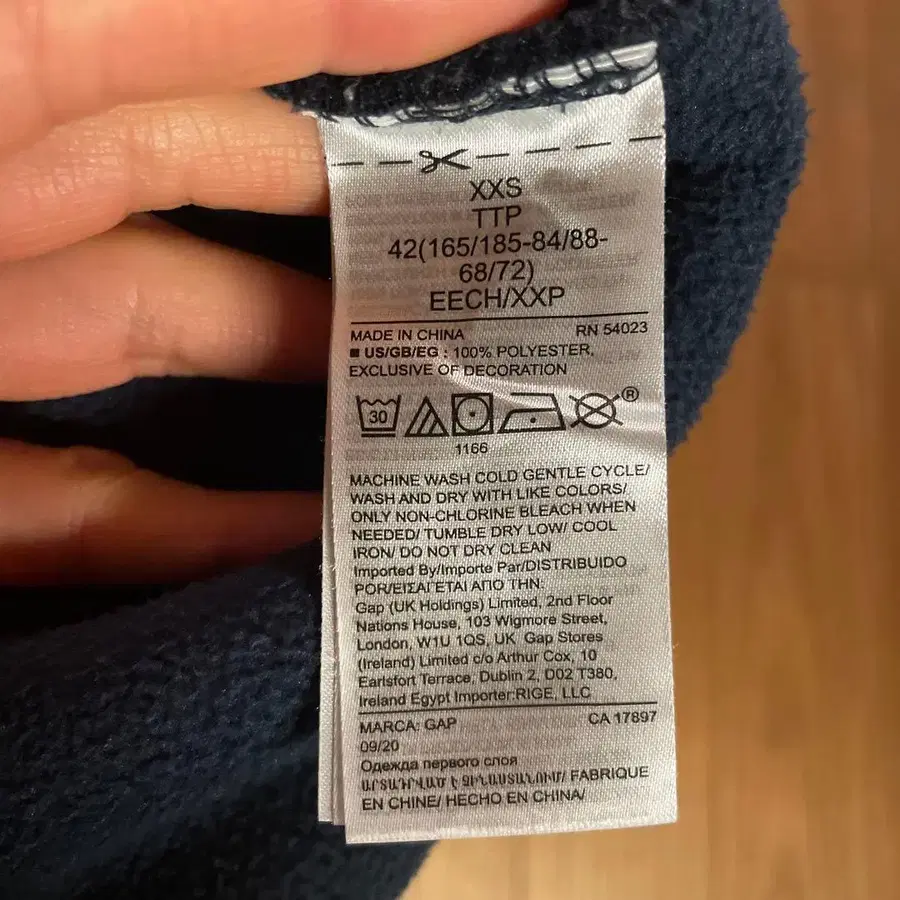 XXS
TTP
42(165/185-84/88-
68/72)
EECH/XXP
MADE IN CHINA RN 54023
■ US/GB/EG : 100% POLYESTER,
EXCLUSIVE OF DECORATION
30 ®
1166
MACHINE WASH COLD GENTLE CYCLE/
WASH AND DRY WITH LIKE COLORS/
ONLY NON-CHLORINE BLEACH WHEN
NEEDED/ TUMBLE DRY LOW/ COOL
IRON/ DO NOT DRY CLEAN
Imported By/Importe Par/DISTRIBUIDO
POR/ΕΙΣΑΓΕΤΑΙ ΑΠΟ ΤΗΝ:
Gap (UK Holdings) Limited, 2nd Floor
Nations House, 103 Wigmore Street,
London, W1U 1QS, UK Gap Stores
(Ireland) Limited c/o Arthur Cox, 10
Earlsfort Terrace, Dublin 2, D02 T380,
Ireland Egypt Importer:RIGE, LLC
MARCA: GAP CA 17897
09/20
Одежда первого слоя
ԱՐՏԱԴՐՎԱԾ Է ՉԻՆԱՍՏԱՆՈՒՄ/ FABRIQUE
EN CHINE/ HECHO EN CHINA/